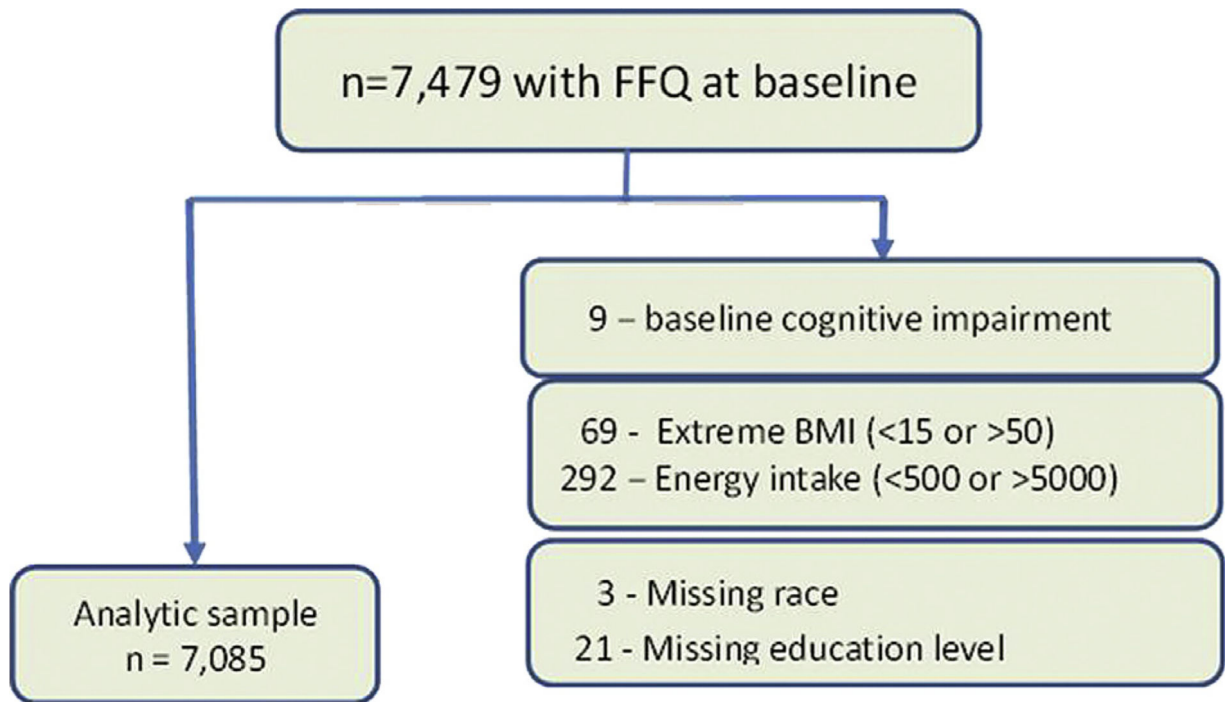 n=7,479 with FFQ at baseline
9 – baseline cognitive impairment
69 - Extreme BMI (<15 or >50)
292 – Energy intake (<500 or >5000)
3 - Missing race
21 - Missing education level
Analytic sample
n = 7,085